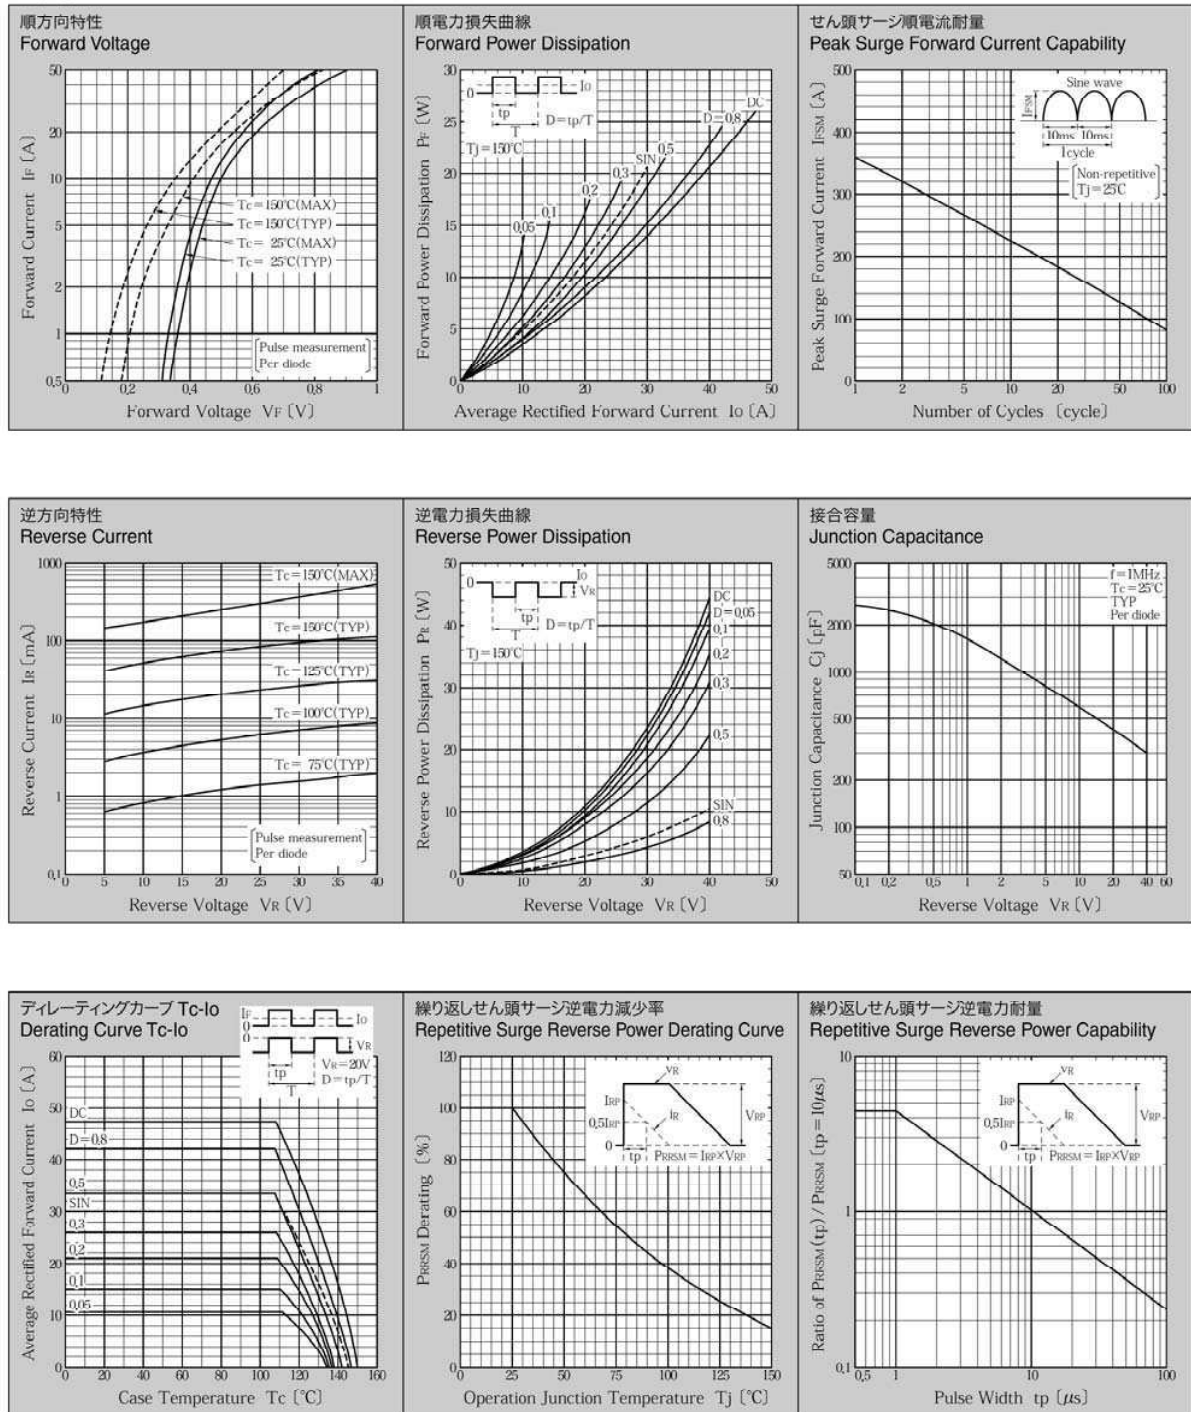 順方向特性
Forward Voltage
50
20
10
5
2
1
0,5
0
0,2
0,4
0,6
0,8
1
Forward Current IF〔A〕
Tc=150℃(MAX)
Tc=150℃(TYP)
Tc= 25℃(MAX)
Tc= 25℃(TYP)
Pulse measurement
Per diode
Forward Voltage VF〔V〕
順電力損失曲線
Forward Power Dissipation
30
25
20
15
10
5
0
0
10
20
30
40
50
Forward Power Dissipation PF〔W〕
0
Io
tp
T
D=tp/T
Tj=150℃
DC
D=0,8
0,5
SIN
0,3
0,2
0,1
0,05
Average Rectified Forward Current Io〔A〕
せん頭サージ順電流耐量
Peak Surge Forward Current Capability
500
400
300
200
100
0
1
2
5
10
20
50
100
Peak Surge Forward Current IFSM〔A〕
Sine wave
IFSM
10ms
10ms
1cycle
Non-repetitive
Tj=25℃
Number of Cycles〔cycle〕
逆方向特性
Reverse Current
1000
100
10
1
0,1
0
5
10
15
20
25
30
35
40
Reverse Current IR〔mA〕
Tc=150℃(MAX)
Tc=150℃(TYP)
Tc=125℃(TYP)
Tc=100℃(TYP)
Tc= 75℃(TYP)
Pulse measurement
Per diode
Reverse Voltage VR〔V〕
逆電力損失曲線
Reverse Power Dissipation
50
40
30
20
10
0
0
10
20
30
40
50
Reverse Power Dissipation PR〔W〕
0
Io
VR
tp
T
D=tp/T
Tj=150℃
DC
D=0,05
0,1
0,2
0,3
0,5
SIN
0,8
Reverse Voltage VR〔V〕
接合容量
Junction Capacitance
5000
2000
1000
500
200
100
50
0,1
0,2
0,5
1
2
5
10
20
40
60
Junction Capacitance Cj〔pF〕
f=1MHz
Tc=25℃
TYP
Per diode
Reverse Voltage VR〔V〕
ディレーティングカーブ Tc-Io
Derating Curve Tc-Io
60
50
40
30
20
10
0
0
20
40
60
80
100
120
140
160
Average Rectified Forward Current Io〔A〕
IF
0
Io
0
VR
tp
T
VR=20V
D=tp/T
DC
D=0,8
0,5
SIN
0,3
0,2
0,1
0,05
Case Temperature Tc〔℃〕
繰り返しせん頭サージ逆電力減少率
Repetitive Surge Reverse Power Derating Curve
120
100
80
60
40
20
0
0
25
50
75
100
125
150
PRRSM Derating〔%〕
VR
IRP
0,5IRP
IR
VRP
0
tp
PRRSM=IRP×VRP
Operation Junction Temperature Tj〔℃〕
繰り返しせん頭サージ逆電力耐量
Repetitive Surge Reverse Power Capability
10
1
0,1
0,5
1
10
100
Ratio of PRRSM(tp)/PRRSM〔tp=10μs〕
VR
IRP
0,5IRP
IR
VRP
0
tp
PRRSM=IRP×VRP
Pulse Width tp〔μs〕